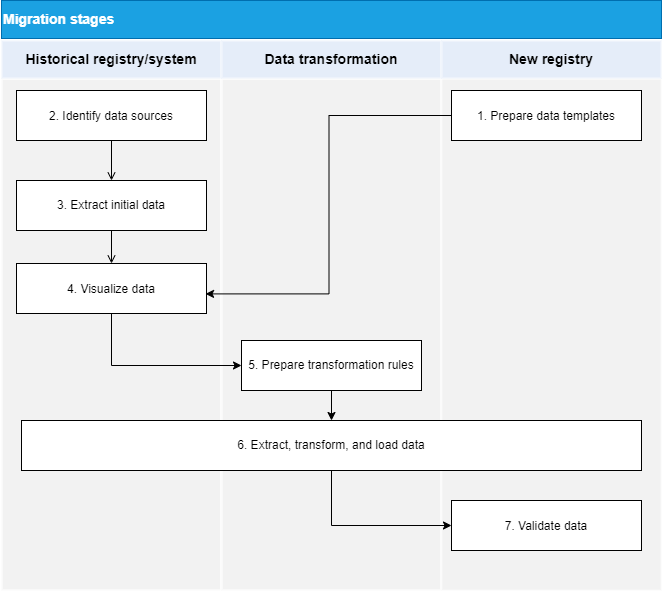 Migration stages
Historical registry/system
Data transformation
New registry
2. Identify data sources
1. Prepare data templates
3. Extract initial data
4. Visualize data
5. Prepare transformation rules
6. Extract, transform, and load data
7. Validate data